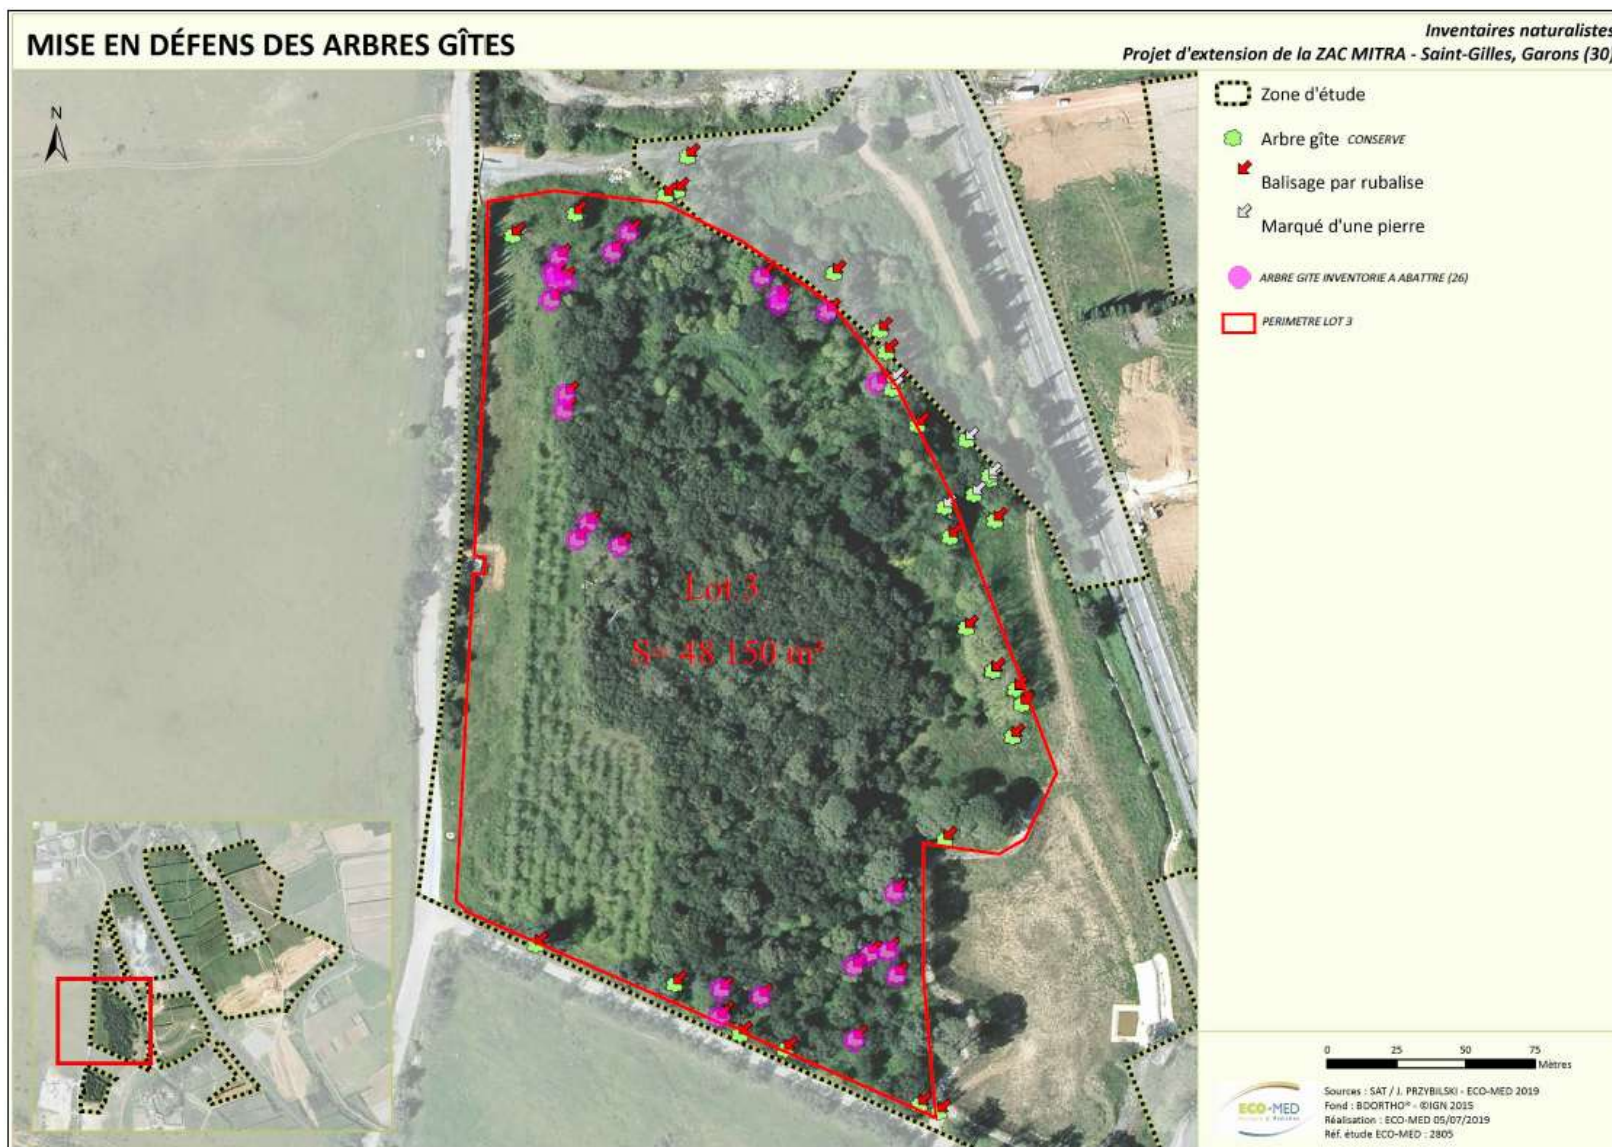 MISE EN DÉFENS DES ARBRES GÎTES
Inventaires naturalistes
Projet d'extension de la ZAC MITRA - Saint-Gilles, Garons (30)
N
Zone d'étude
Arbre gîte CONSERVE
Balisage par rubalise
Marqué d'une pierre
ARBRE GITE INVENTORIE A ABATTRE (26)
PERIMETRE LOT 3
Lot 3
S= 48 150 m²
0 25 50 75
Mètres
ECO-MED
Sources : SAT / J. PRZYBILSKI - ECO-MED 2019
Fond : BDORTHO® - ©IGN 2015
Réalisation : ECO-MED 05/07/2019
Réf. étude ECO-MED : 2805